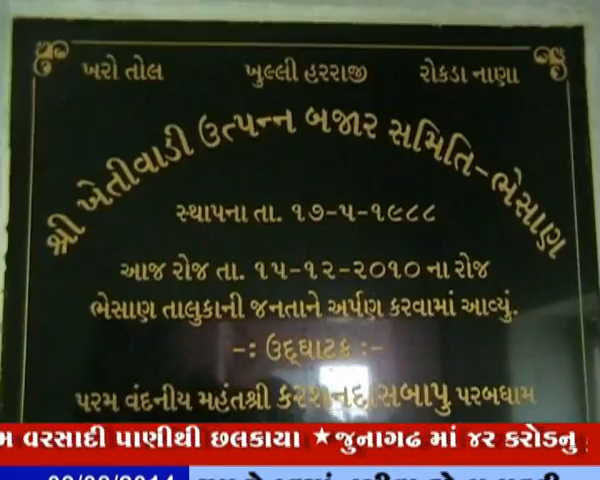 ખરો તોલ ખુલ્લી હરરાજી રોકડા નાણા
શ્રી ખેતીવાડી ઉત્પન્ન બજાર સમિતિ-ભેસાણ
સ્થાપના તા. ૧૭-૫-૧૯૮૮
આજ રોજ તા. ૧૫-૧૨-૨૦૧૦ ના રોજ
ભેસાણ તાલુકાની જનતાને અર્પણ કરવામાં આવ્યું.
-: ઉદ્ઘાટક :-
પરમ વંદનીય મહંતશ્રી કરશનદાસબાપુ પરબધામ
વરસાદી પાણીથી છલકાયા ★જુનાગઢ માં ૪૨ કરોડનુ